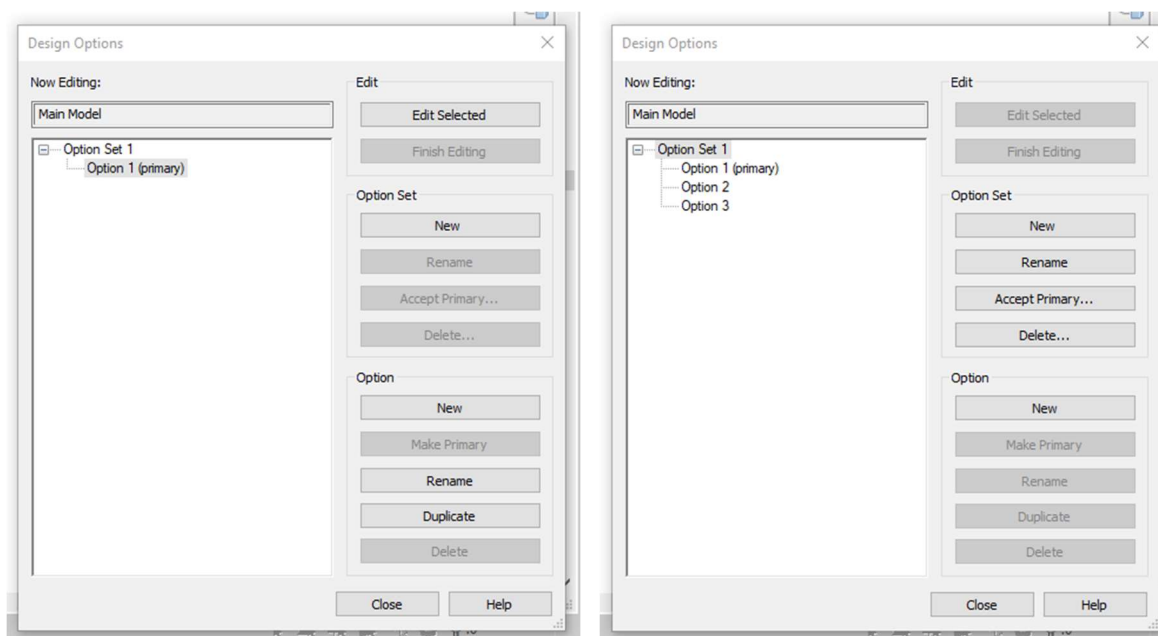 Design Options
Now Editing:
Main Model
Option Set 1
Option 1 (primary)
Edit
Edit Selected
Finish Editing
Option Set
New
Rename
Accept Primary...
Delete...
Option
New
Make Primary
Rename
Duplicate
Delete
Close
Help
Design Options
Now Editing:
Main Model
Option Set 1
Option 1 (primary)
Option 2
Option 3
Edit
Edit Selected
Finish Editing
Option Set
New
Rename
Accept Primary...
Delete...
Option
New
Make Primary
Rename
Duplicate
Delete
Close
Help